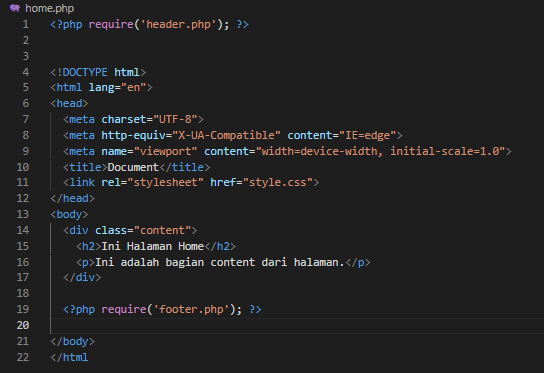 home.php
1 <?php require('header.php'); ?>
2
3
4 <!DOCTYPE html>
5 <html lang="en">
6 <head>
7 <meta charset="UTF-8">
8 <meta http-equiv="X-UA-Compatible" content="IE=edge">
9 <meta name="viewport" content="width=device-width, initial-scale=1.0">
10 <title>Document</title>
11 <link rel="stylesheet" href="style.css">
12 </head>
13 <body>
14 <div class="content">
15 <h2>Ini Halaman Home</h2>
16 <p>Ini adalah bagian content dari halaman.</p>
17 </div>
18
19 <?php require('footer.php'); ?>
20
21 </body>
22 </html